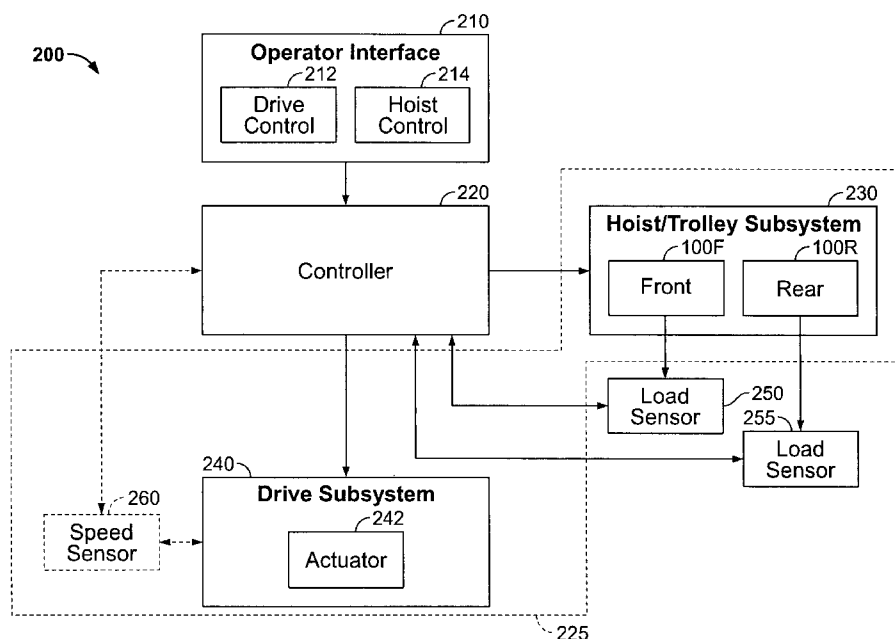 200
210
Operator Interface
212
214
Drive
Control
Hoist
Control
220
Controller
230
Hoist/Trolley Subsystem
100F
100R
Front
Rear
Load
Sensor
250
255
Load
Sensor
240
Drive Subsystem
242
Actuator
260
Speed
Sensor
225